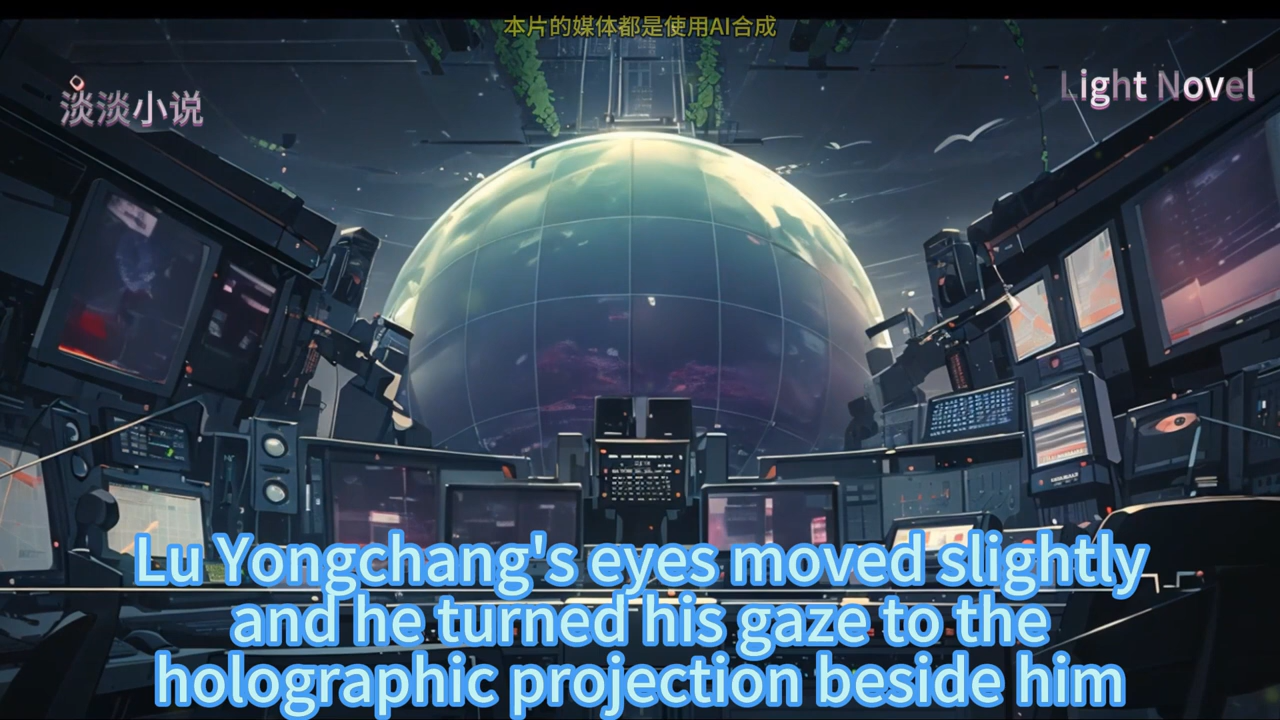 本片的媒体都是使用AI合成
淡淡小说
Light Novel
Lu Yongchang's eyes moved slightly
and he turned his gaze to the
holographic projection beside him